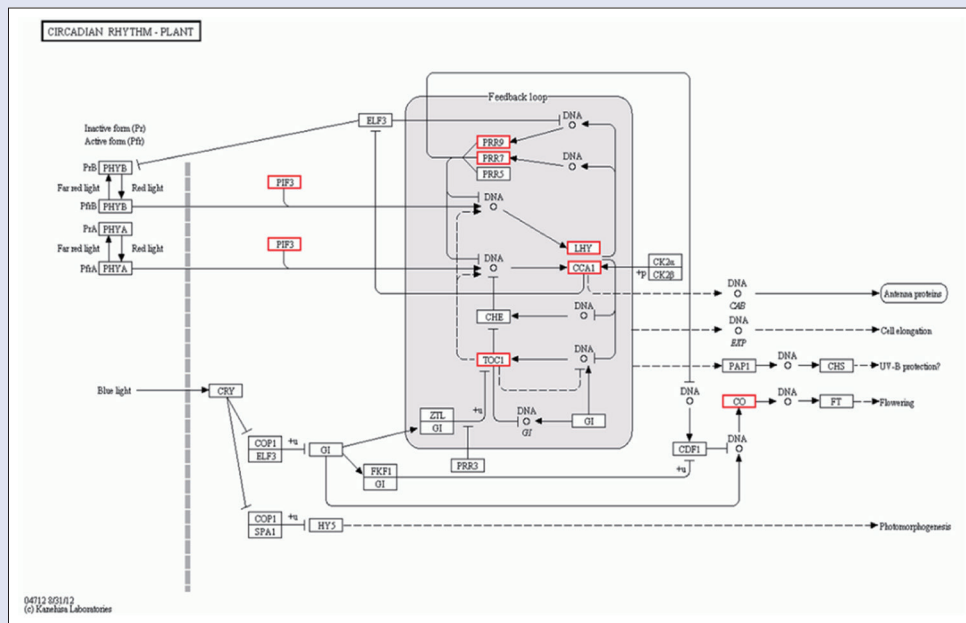 CIRCADIAN RHYTHM - PLANT
Feedback loop
DNA
ELF3
Inactive form (Pr)
Active form (Pfr)
PRR9
PRR7
DNA
PRR5
PrB PHYB
Far red light Red light
PIF3
DNA
PfrB PHYB
PrA PHYA
Far red light Red light
PIF3
LHY
DNA
PfrA PHYA
CCA1
+p
CK2α
CK2β
DNA
CAB
Antenna proteins
CHE
DNA
DNA
EXP
Cell elongation
TOC1
DNA
PAP1
DNA
CHS
UV-B protection?
Blue light
CRY
DNA
CO
DNA
FT
Flowering
ZTL
GI
+u
DNA
GI
GI
COP1
ELF3
+u
GI
CDF1
DNA
PRR3
FKF1
GI
+u
COP1
SPA1
+u
HY5
Photomorphogenesis
04712 8/31/12
(c) Kanehisa Laboratories